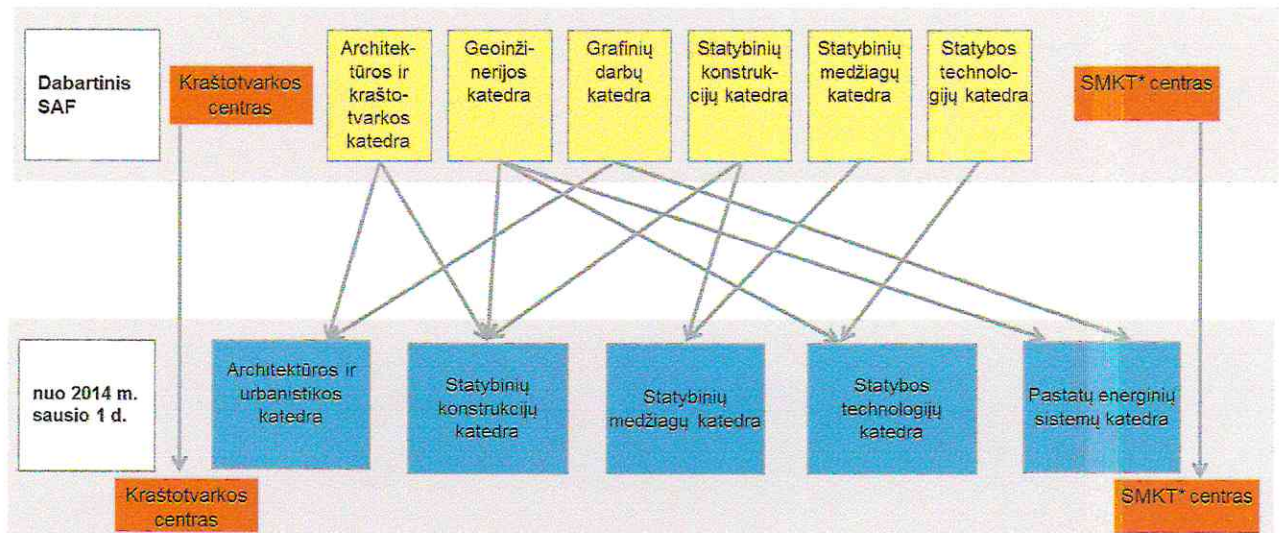 Dabartinis
SAF
Kraštotvarkos
centras
Architek-
tūros ir
krašto-
tvarkos
katedra
Geoinži-
nerijos
katedra
Grafinių
darbų
katedra
Statybinių
konstruk-
cijų katedra
Statybinių
medžiagų
katedra
Statybos
technolo-
gijų katedra
SMKT* centras
nuo 2014 m.
sausio 1 d.
Architektūros ir
urbanistikos
katedra
Statybinių
konstrukcijų
katedra
Statybinių
medžiagų katedra
Statybos
technologijų
katedra
Pastatų energinių
sistemų katedra
Kraštotvarkos
centras
SMKT* centras